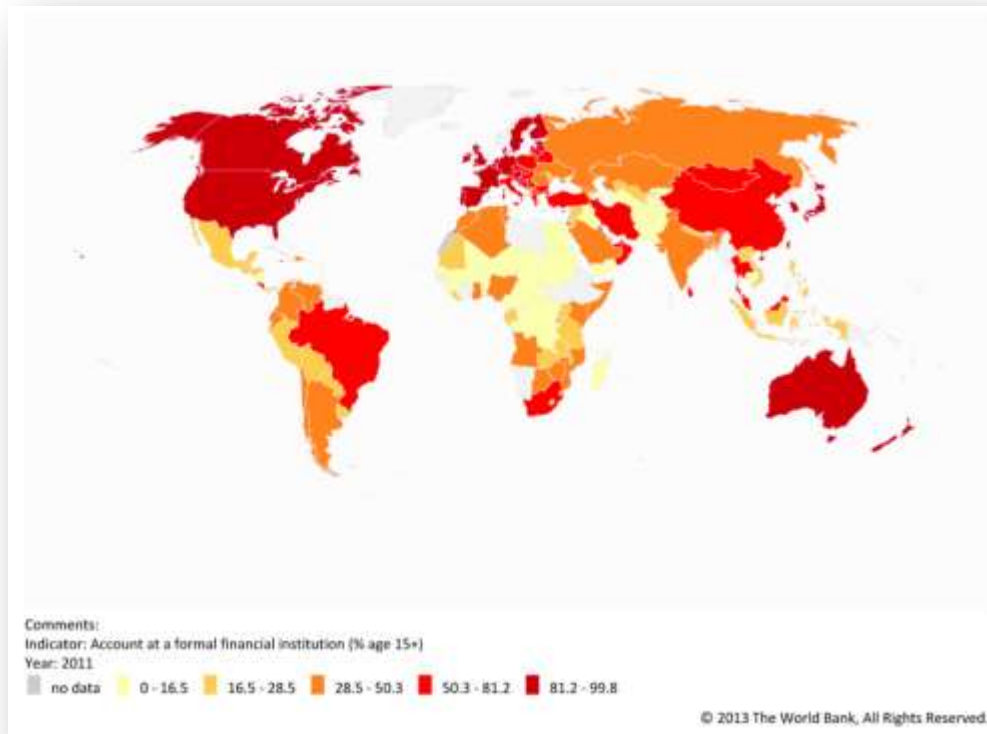 Comments:
Indicator: Account at a formal financial institution (% age 15+)
Year: 2011
no data 0 - 16.5 16.5 - 28.5 28.5 - 50.3 50.3 - 81.2 81.2 - 99.8
© 2013 The World Bank, All Rights Reserved.